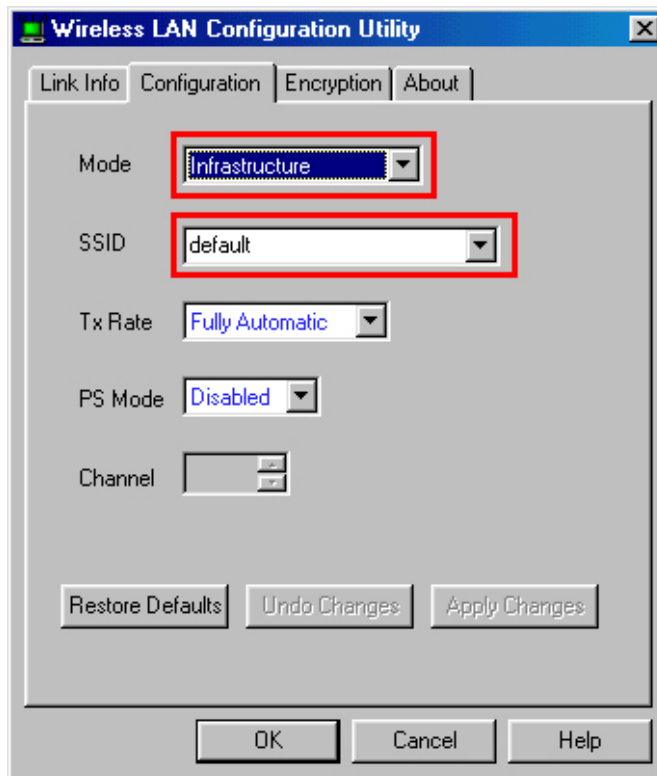 Wireless LAN Configuration Utility
Link Info Configuration Encryption About
Mode Infrastructure
SSID default
Tx Rate Fully Automatic
PS Mode Disabled
Channel
Restore Defaults Undo Changes Apply Changes
OK Cancel Help